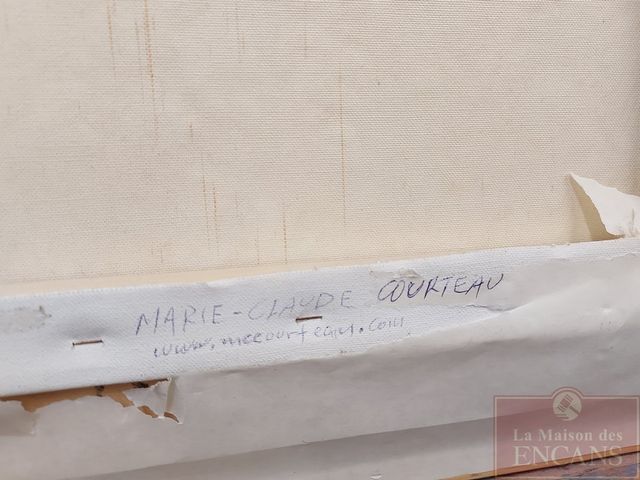 MARIE-CLAUDE COURTEAU
www.mccourteau.com
La Maison des
ENCANS